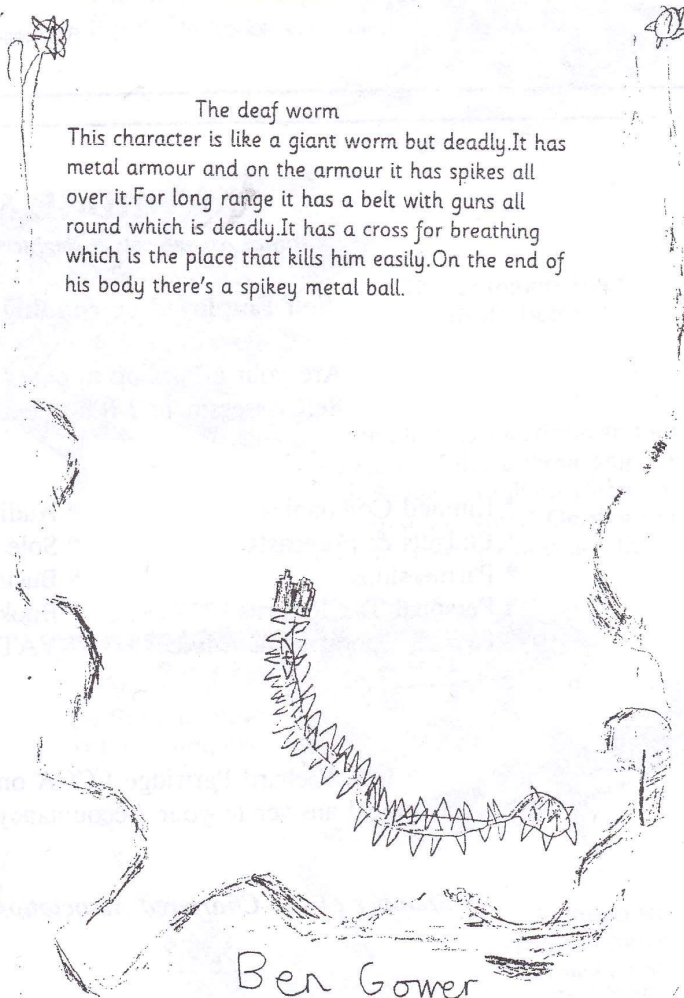 The deaf worm
This character is like a giant worm but deadly.It has
metal armour and on the armour it has spikes all
over it.For long range it has a belt with guns all
round which is deadly.It has a cross for breathing
which is the place that kills him easily.On the end of
his body there's a spikey metal ball.
Ben Gower